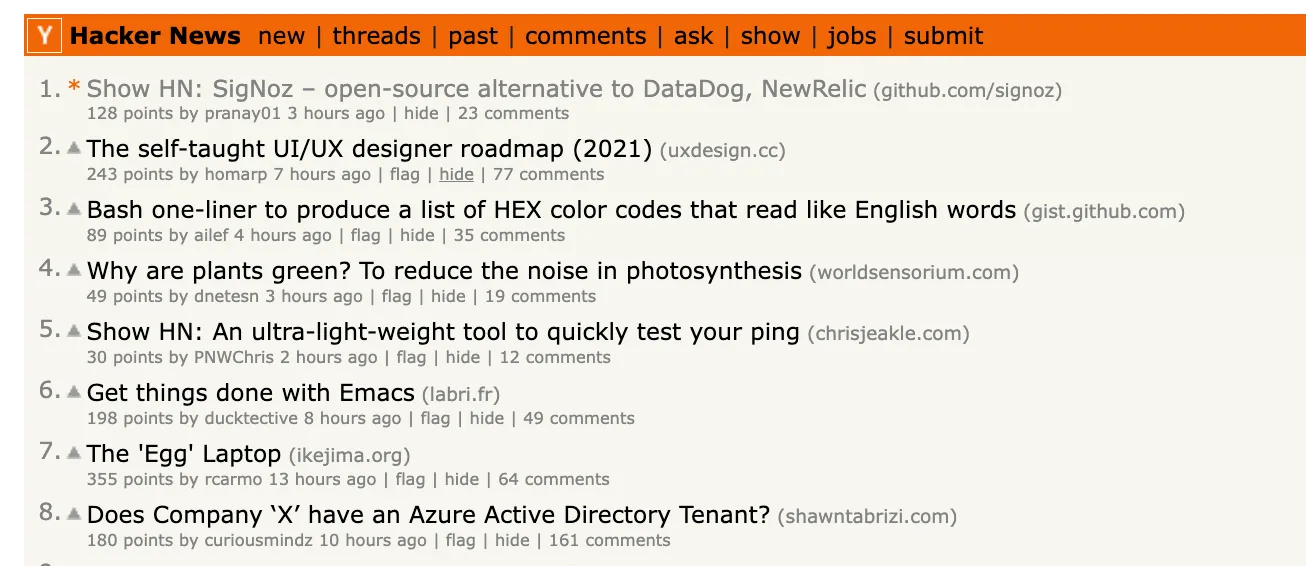 Y Hacker News new | threads | past | comments | ask | show | jobs | submit
1. * Show HN: SigNoz – open-source alternative to DataDog, NewRelic (github.com/signoz)
128 points by pranay01 3 hours ago | hide | 23 comments
2. The self-taught UI/UX designer roadmap (2021) (uxdesign.cc)
243 points by homarp 7 hours ago | flag | hide | 77 comments
3. Bash one-liner to produce a list of HEX color codes that read like English words (gist.github.com)
89 points by ailef 4 hours ago | flag | hide | 35 comments
4. Why are plants green? To reduce the noise in photosynthesis (worldsensorium.com)
49 points by dnetesn 3 hours ago | flag | hide | 19 comments
5. Show HN: An ultra-light-weight tool to quickly test your ping (chrisjeakle.com)
30 points by PNWChris 2 hours ago | flag | hide | 12 comments
6. Get things done with Emacs (labri.fr)
198 points by ducktective 8 hours ago | flag | hide | 49 comments
7. The 'Egg' Laptop (ikejima.org)
355 points by rcarmo 13 hours ago | flag | hide | 64 comments
8. Does Company ‘X’ have an Azure Active Directory Tenant? (shawntabrizi.com)
180 points by curiousmindz 10 hours ago | flag | hide | 161 comments